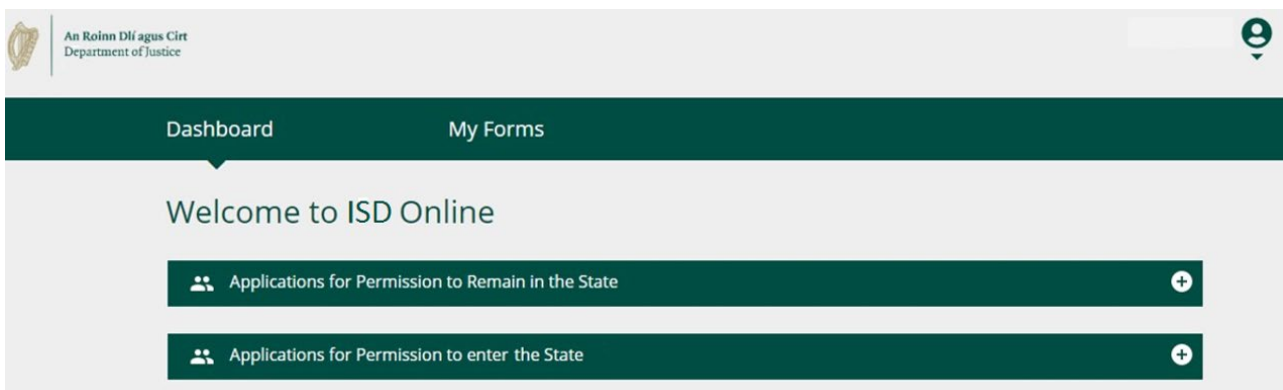 An Roinn Dlí agus Cirt
Department of Justice
Dashboard
My Forms
Welcome to ISD Online
Applications for Permission to Remain in the State
Applications for Permission to enter the State